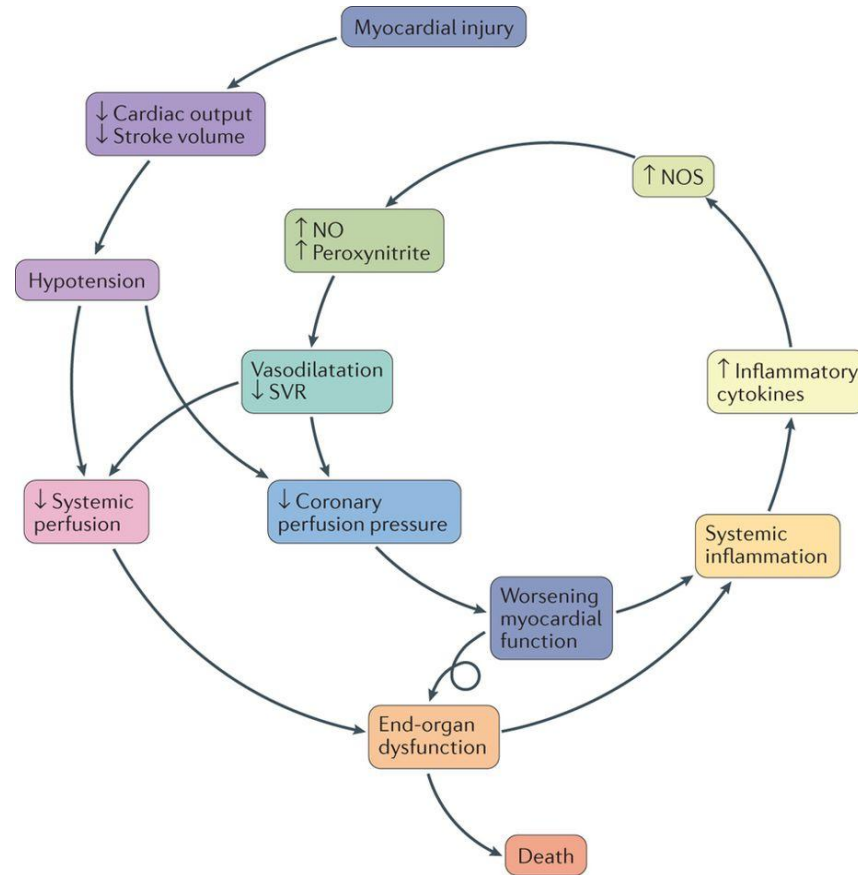 Myocardial injury
↓ Cardiac output
↓ Stroke volume
↑ NOS
↑ NO
↑ Peroxynitrite
Hypotension
Vasodilatation
↓ SVR
↑ Inflammatory
cytokines
↓ Systemic
perfusion
↓ Coronary
perfusion pressure
Systemic
inflammation
Worsening
myocardial
function
End-organ
dysfunction
Death